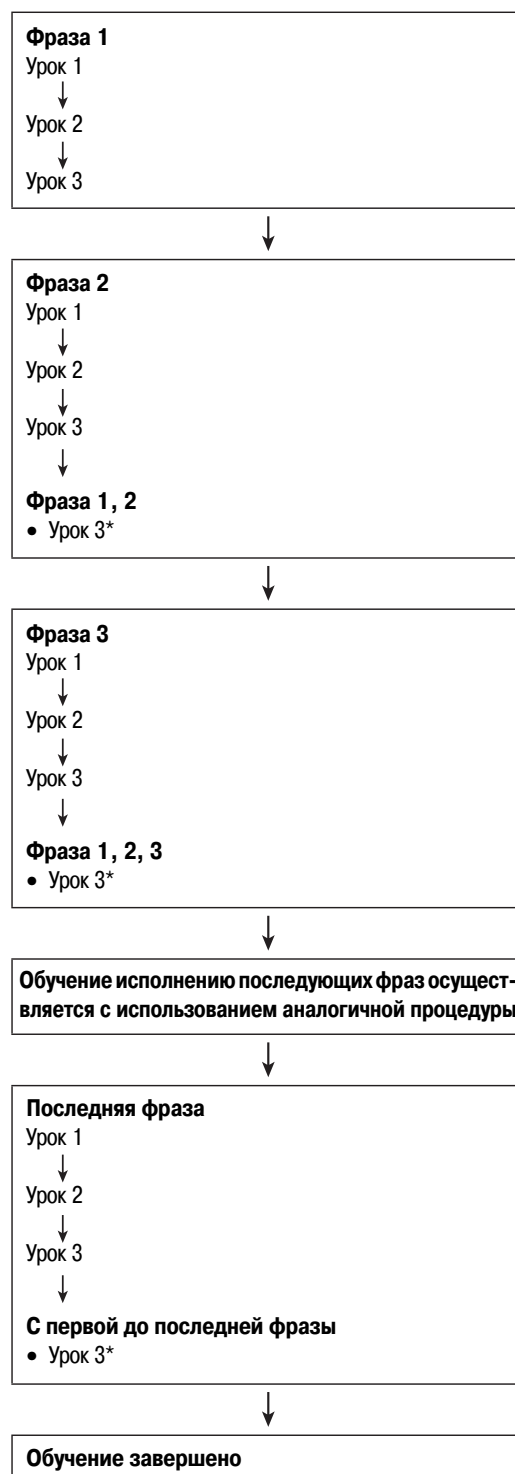 Фраза 1
Урок 1
Урок 2
Урок 3
Фраза 2
Урок 1
Урок 2
Урок 3
Фраза 1, 2
• Урок 3*
Фраза 3
Урок 1
Урок 2
Урок 3
Фраза 1, 2, 3
• Урок 3*
Обучение исполнению последующих фраз осущест-
вляется с использованием аналогичной процедуры
Последняя фраза
Урок 1
Урок 2
Урок 3
С первой до последней фразы
• Урок 3*
Обучение завершено